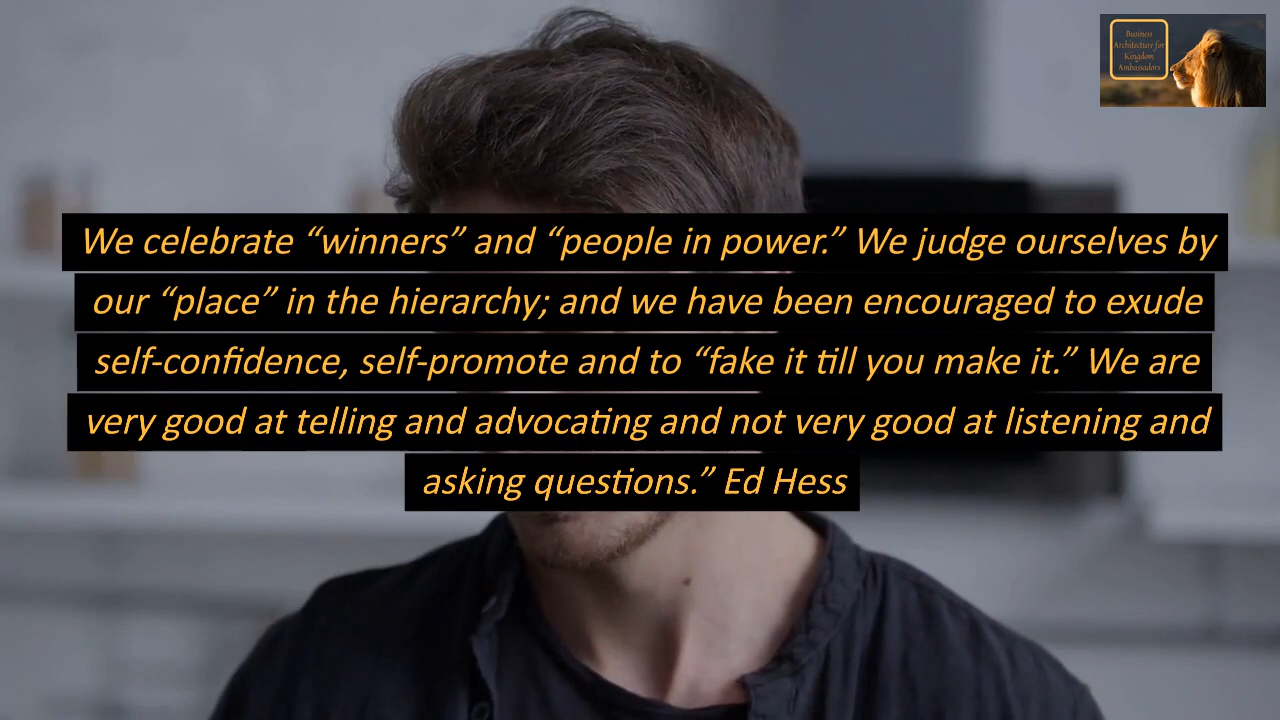 Business
Architecture for
Kingdom
Ambassadors
We celebrate “winners” and “people in power.” We judge ourselves by
our “place” in the hierarchy; and we have been encouraged to exude
self-confidence, self-promote and to “fake it till you make it.” We are
very good at telling and advocating and not very good at listening and
asking questions.” Ed Hess